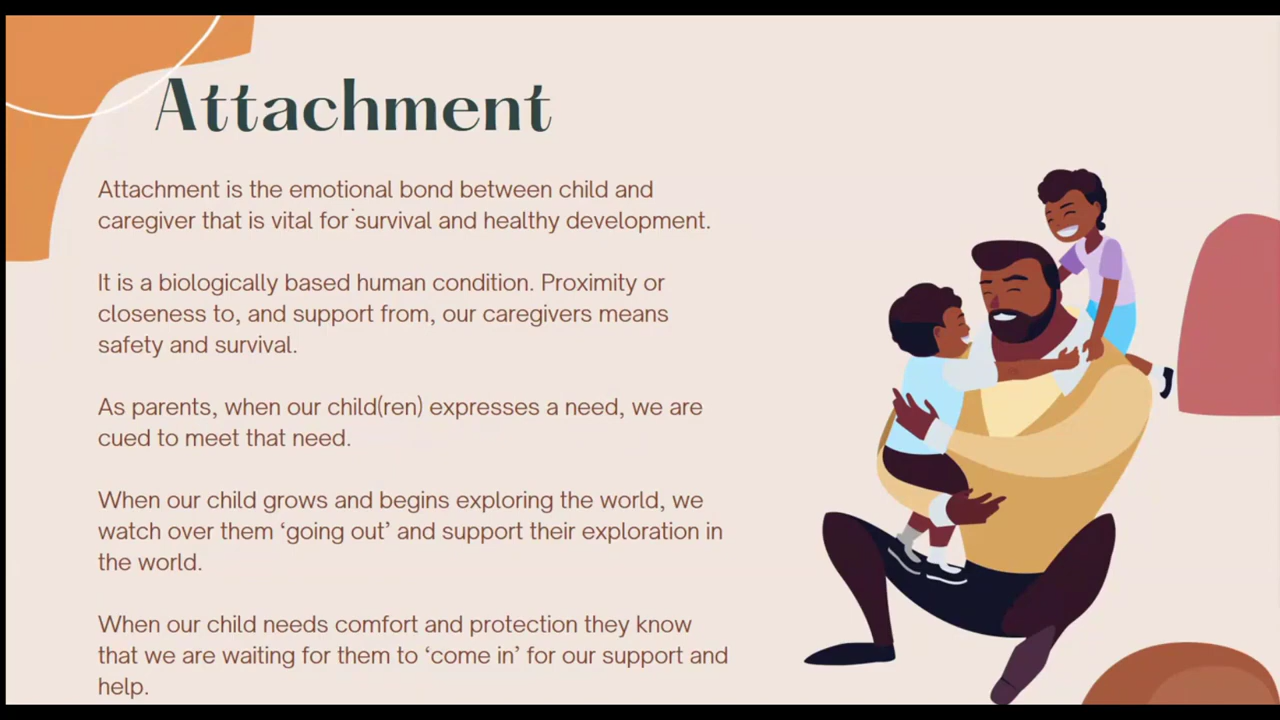 Attachment
Attachment is the emotional bond between child and
caregiver that is vital for survival and healthy development.
It is a biologically based human condition. Proximity or
closeness to, and support from, our caregivers means
safety and survival.
As parents, when our child(ren) expresses a need, we are
cued to meet that need.
When our child grows and begins exploring the world, we
watch over them ‘going out’ and support their exploration in
the world.
When our child needs comfort and protection they know
that we are waiting for them to ‘come in’ for our support and
help.